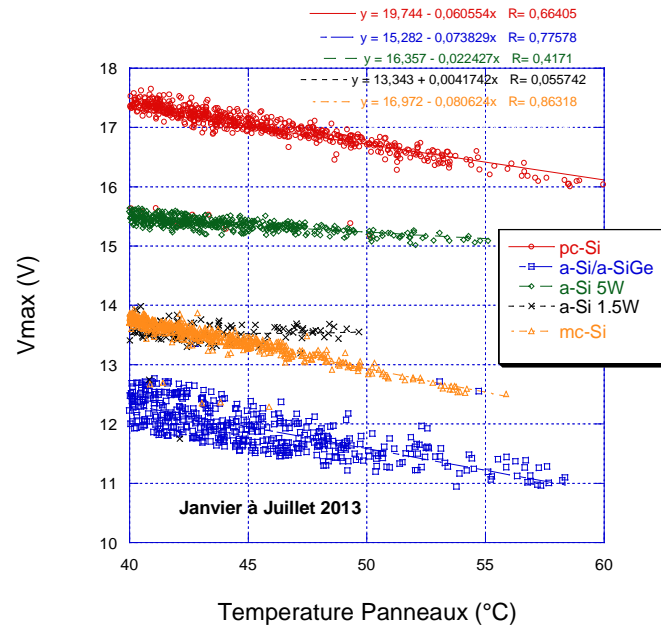 y = 19,744 - 0,060554x R= 0,66405
y = 15,282 - 0,073829x R= 0,77578
y = 16,357 - 0,022427x R= 0,4171
y = 13,343 + 0,0041742x R= 0,055742
y = 16,972 - 0,080624x R= 0,86318
18
17
16
15
14
13
12
11
10
Vmax (V)
pc-Si
a-Si/a-SiGe
a-Si 5W
a-Si 1.5W
mc-Si
Janvier à Juillet 2013
40 45 50 55 60
Temperature Panneaux (°C)